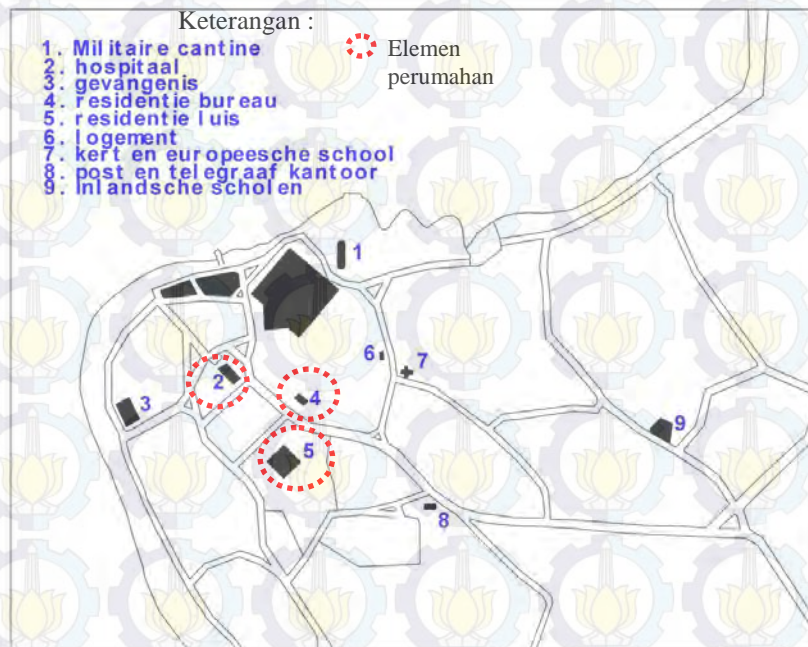 Keterangan :
1. Militaire cantine
2. hospitaal
3. gevangenis
4. residentie bureau
5. residentie luis
6. logement
7. kert en europeesche school
8. post en telegraaf kantoor
9. inlandsche scholen
Elemen
perumahan
1
6
7
2
4
3
9
5
8